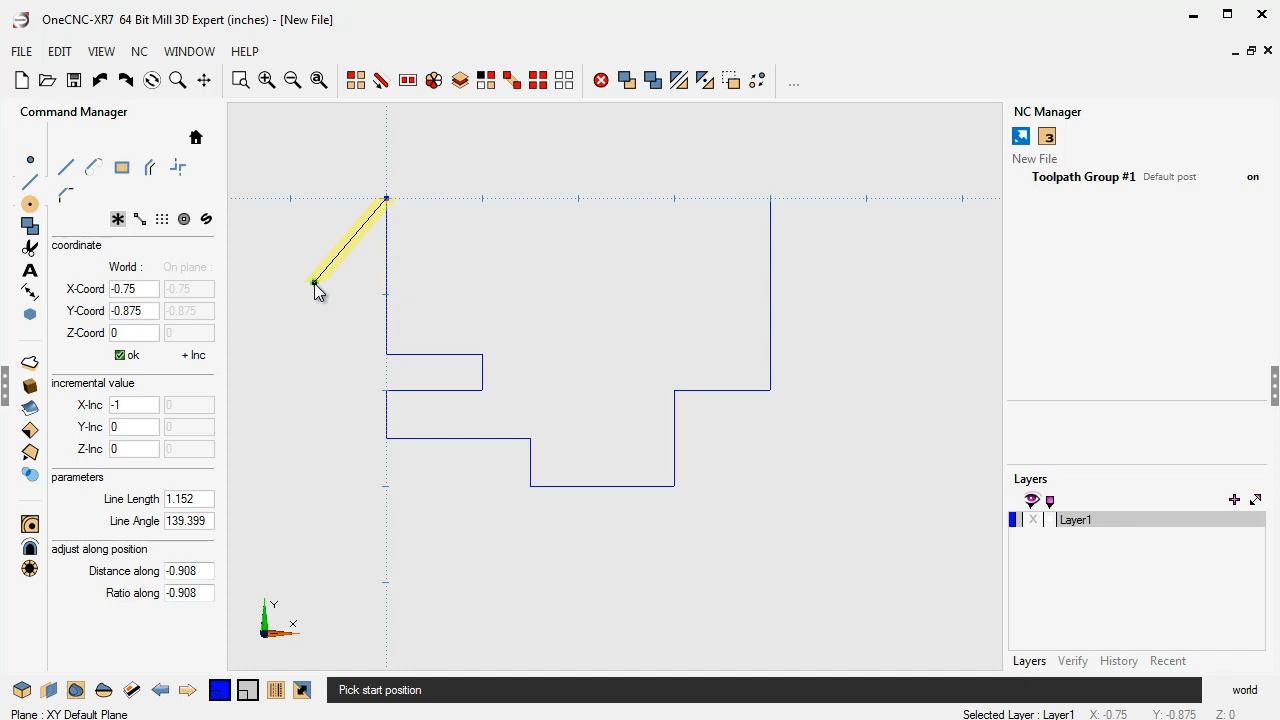 OneCNC-XR7 64 Bit Mill 3D Expert (inches) - [New File]
FILE EDIT VIEW NC WINDOW HELP
...
Command Manager
NC Manager
3
New File
Toolpath Group #1 Default post on
coordinate
World : On plane :
X-Coord -0.75 -0.75
Y-Coord -0.875 -0.875
Z-Coord 0 0
ok + Inc
incremental value
X-Inc -1 0
Y-Inc 0 0
Z-Inc 0 0
parameters
Line Length 1.152
Line Angle 139.399
adjust along position
Distance along -0.908
Ratio along -0.908
A
Layers
X Layer1
Y
X
Layers Verify History Recent
Pick start position
world
Plane : XY Default Plane
Selected Layer : Layer1 X: -0.75 Y: -0.875 Z: 0